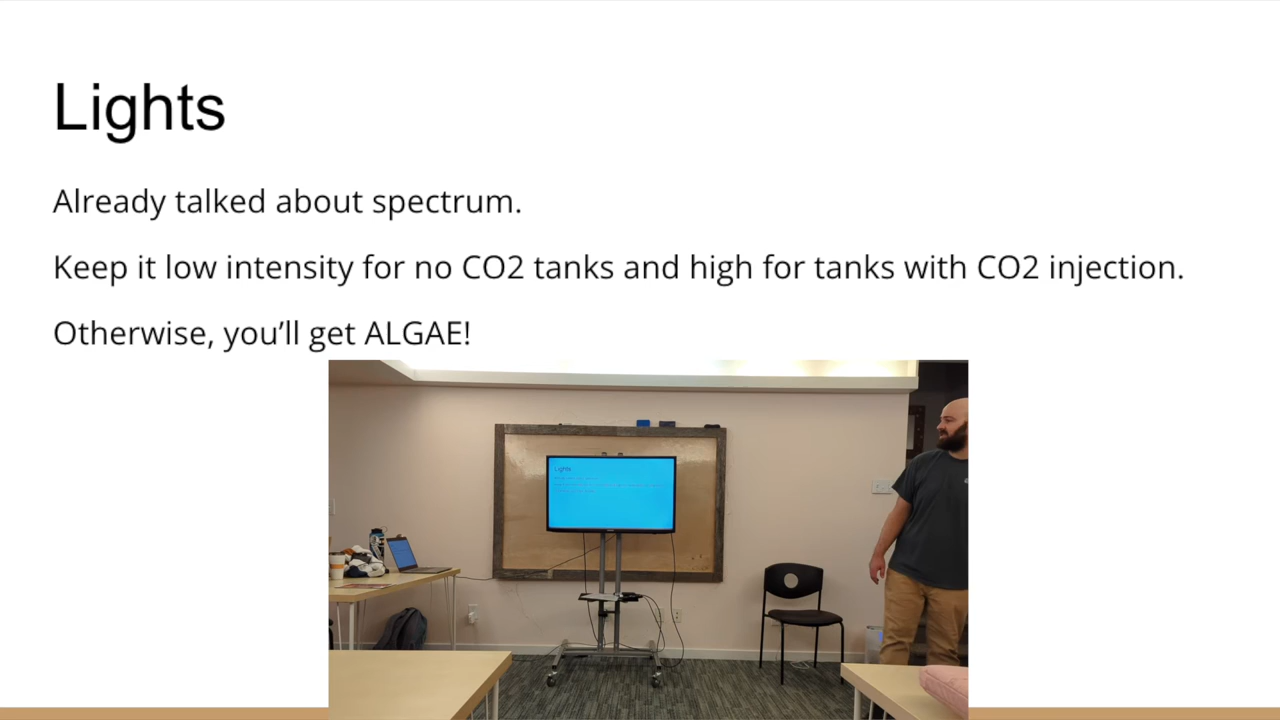 Lights
Already talked about spectrum.
Keep it low intensity for no CO2 tanks and high for tanks with CO2 injection.
Otherwise, you'll get ALGAE!
Lights